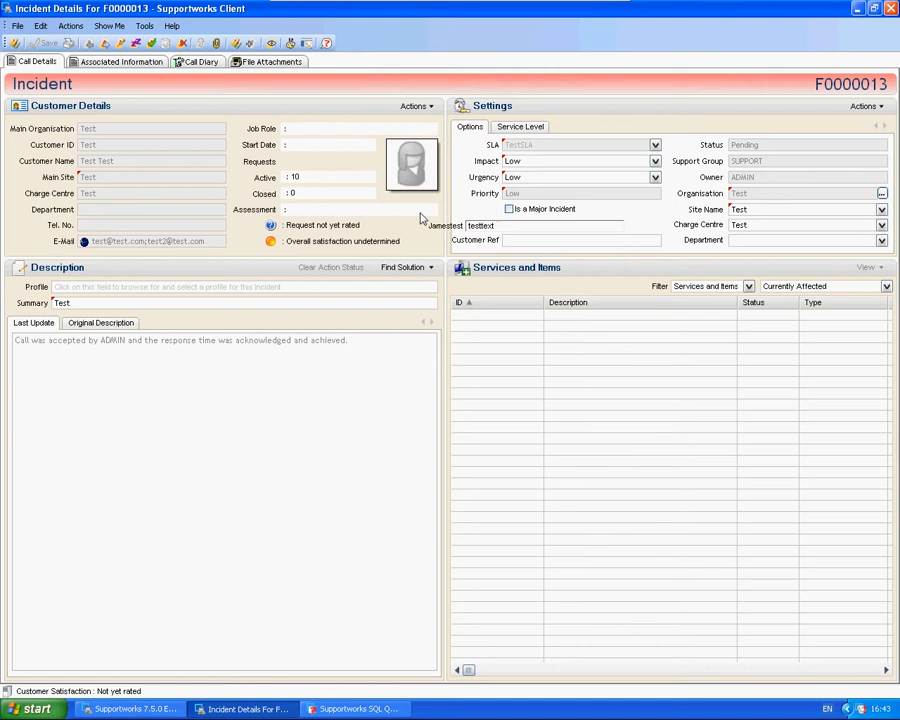 Incident Details For F0000013 - Supportworks Client
File Edit Actions Show Me Tools Help
Save
Call Details Associated Information Call Diary File Attachments
Incident F0000013
Customer Details Actions
Main Organisation Test
Customer ID Test
Customer Name Test Test
Main Site Test
Charge Centre Test
Department
Tel. No.
E-Mail test@test.com;test2@test.com
Job Role :
Start Date :
Requests
Active : 10
Closed : 0
Assessment :
: Request not yet rated
: Overall satisfaction undetermined
Settings Actions
Options Service Level
SLA TestSLA
Impact Low
Urgency Low
Priority Low
Is a Major Incident
Jamestest testtext
Customer Ref
Status Pending
Support Group SUPPORT
Owner ADMIN
Organisation Test ...
Site Name Test
Charge Centre Test
Department
Description Clear Action Status Find Solution
Profile Click on this field to browse for and select a profile for this Incident
Summary Test
Last Update Original Description
Call was accepted by ADMIN and the response time was acknowledged and achieved.
Services and Items View
Filter Services and Items Currently Affected
ID Description Status Type
Customer Satisfaction : Not yet rated
start Supportworks 7.5.0 E... Incident Details For F... Supportworks SQL Q... EN 16:43